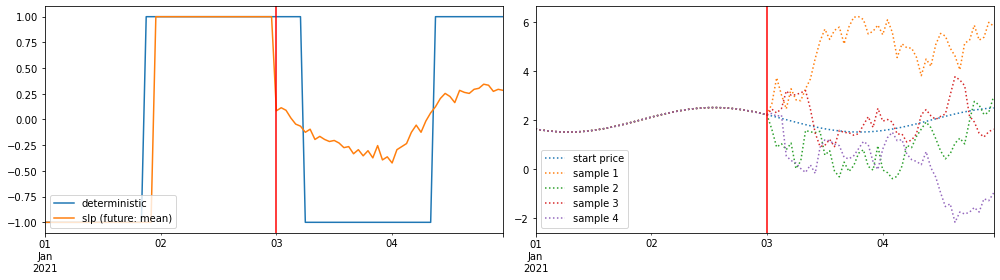 1.00
0.75
0.50
0.25
0.00
-0.25
-0.50
-0.75
-1.00
deterministic
slp (future: mean)
01
02
03
04
Jan
2021
6
4
2
0
−2
start price
sample 1
sample 2
sample 3
sample 4
01
02
03
04
Jan
2021